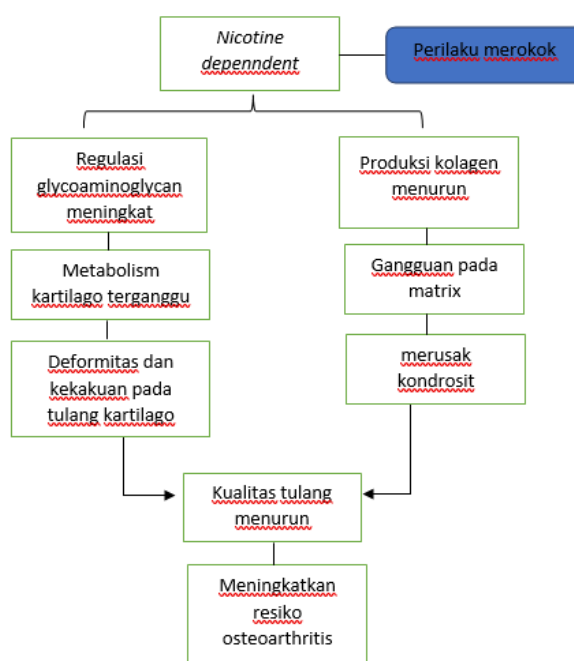 Nicotine
depenndent
Perilaku merokok
Regulasi
glycoaminoglycan
meningkat
Produksi kolagen
menurun
Metabolism
kartilago terganggu
Gangguan pada
matrix
Deformitas dan
kekakuan pada
tulang kartilago
merusak
kondrosit
Kualitas tulang
menurun
Meningkatkan
resiko
osteoarthritis